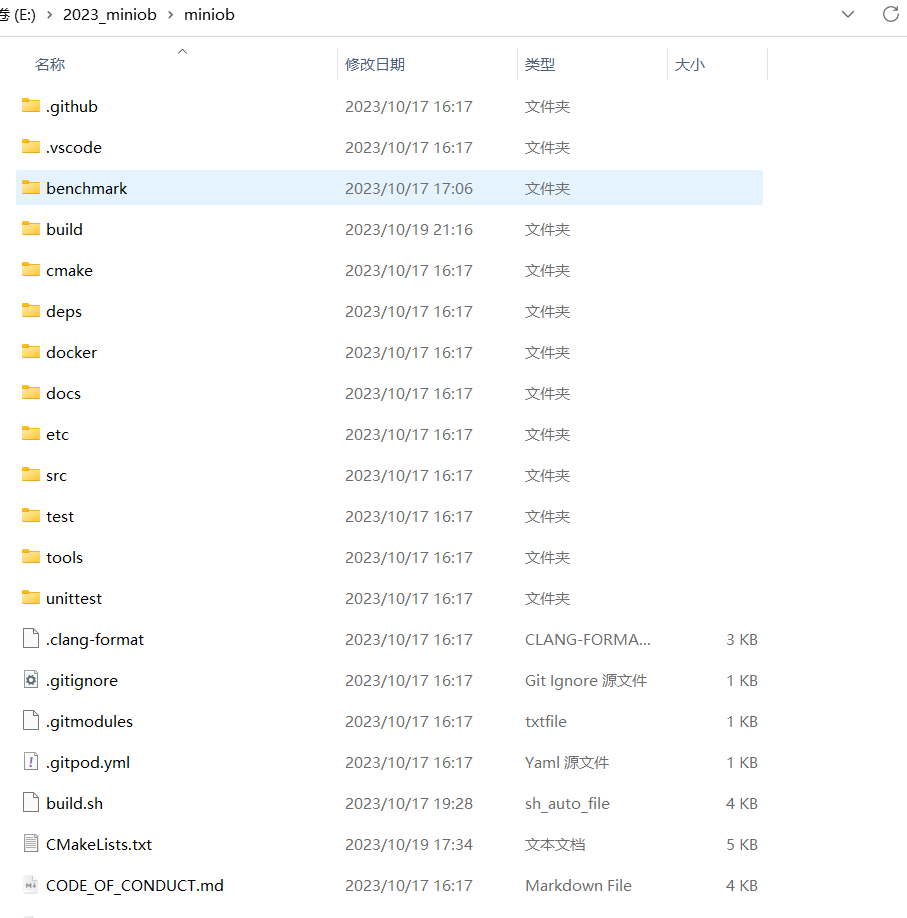 卷 (E:) › 2023_miniob › miniob
名称 修改日期 类型 大小
.github 2023/10/17 16:17 文件夹
.vscode 2023/10/17 16:17 文件夹
benchmark 2023/10/17 17:06 文件夹
build 2023/10/19 21:16 文件夹
cmake 2023/10/17 16:17 文件夹
deps 2023/10/17 16:17 文件夹
docker 2023/10/17 16:17 文件夹
docs 2023/10/17 16:17 文件夹
etc 2023/10/17 16:17 文件夹
src 2023/10/17 16:17 文件夹
test 2023/10/17 16:17 文件夹
tools 2023/10/17 16:17 文件夹
unittest 2023/10/17 16:17 文件夹
.clang-format 2023/10/17 16:17 CLANG-FORMA... 3 KB
.gitignore 2023/10/17 16:17 Git Ignore 源文件 1 KB
.gitmodules 2023/10/17 16:17 txtfile 1 KB
.gitpod.yml 2023/10/17 16:17 Yaml 源文件 1 KB
build.sh 2023/10/17 19:28 sh_auto_file 4 KB
CMakeLists.txt 2023/10/19 17:34 文本文档 5 KB
CODE_OF_CONDUCT.md 2023/10/17 16:17 Markdown File 4 KB